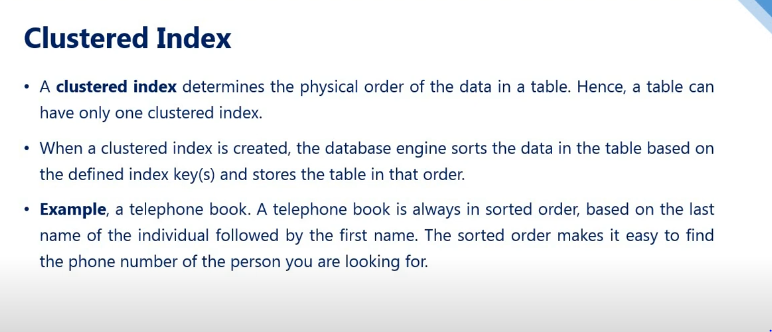 Clustered Index
• A clustered index determines the physical order of the data in a table. Hence, a table can
have only one clustered index.
• When a clustered index is created, the database engine sorts the data in the table based on
the defined index key(s) and stores the table in that order.
• Example, a telephone book. A telephone book is always in sorted order, based on the last
name of the individual followed by the first name. The sorted order makes it easy to find
the phone number of the person you are looking for.